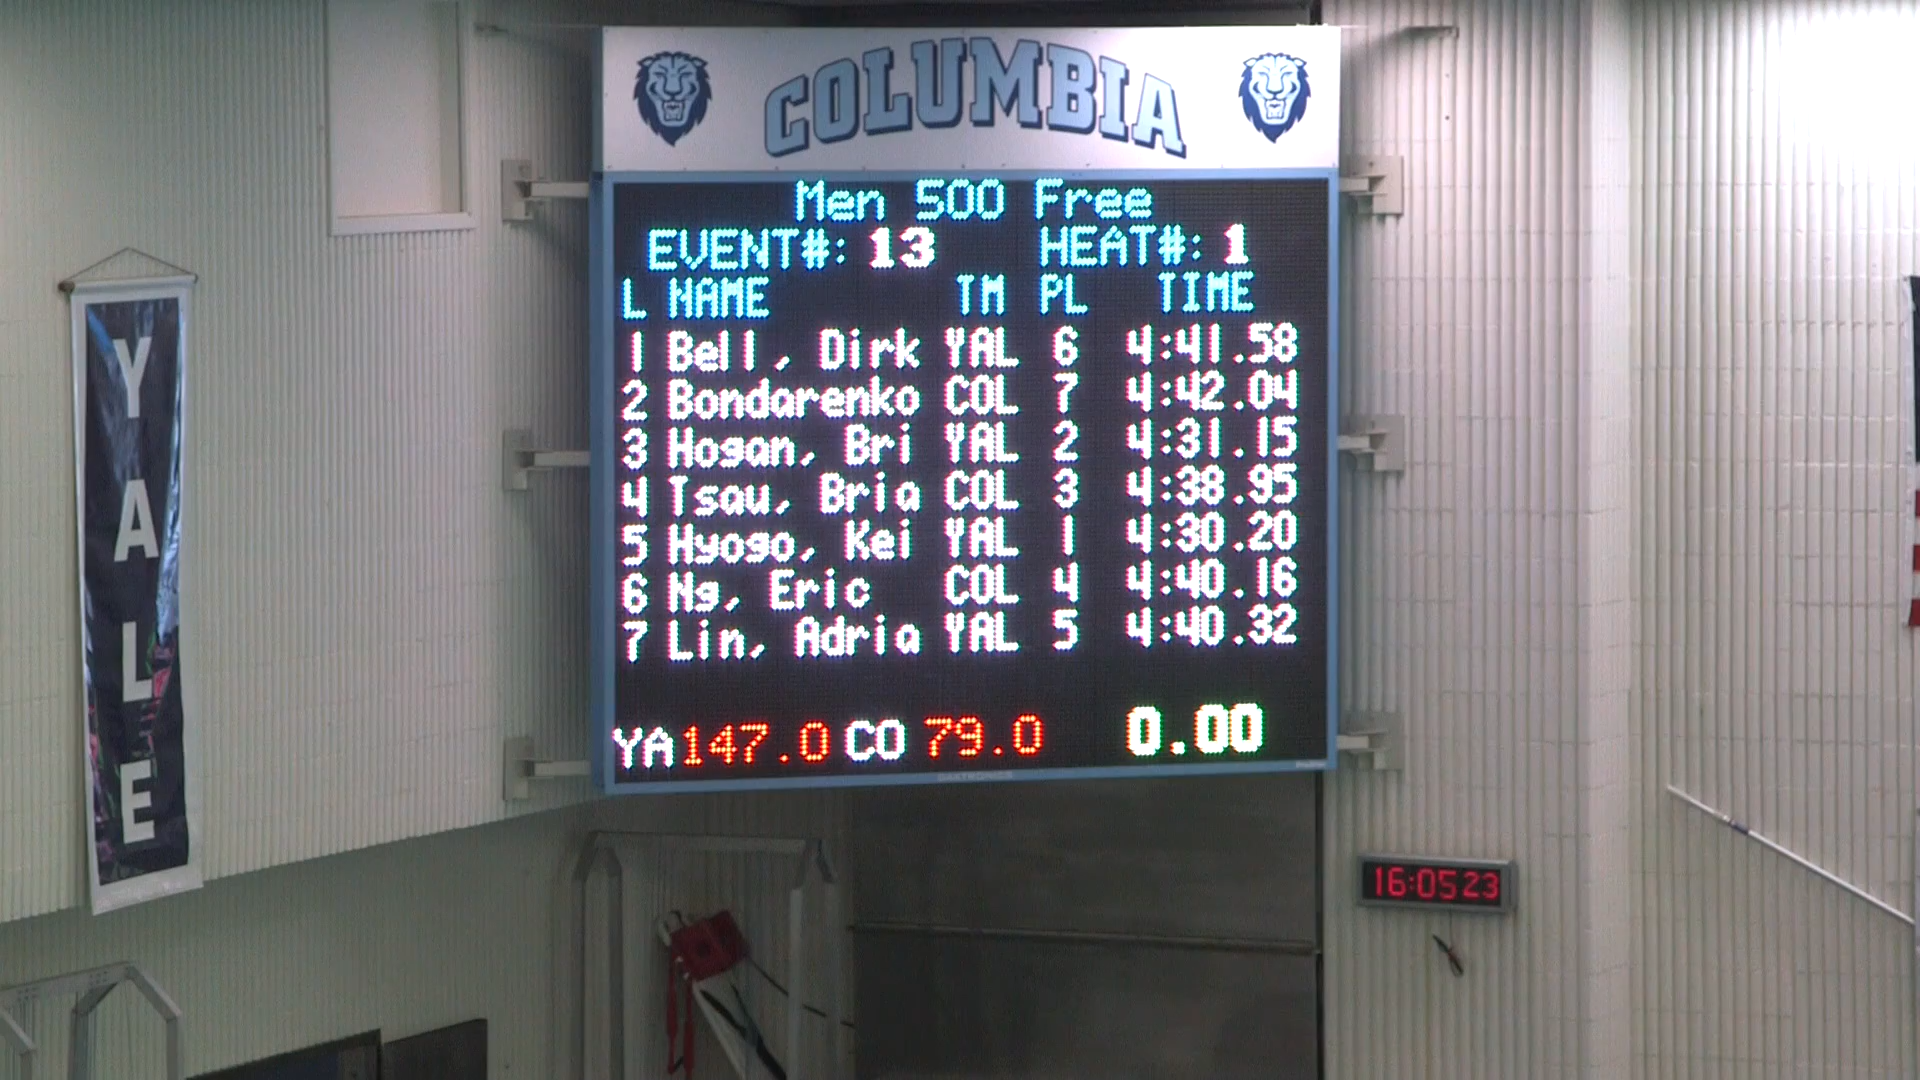 COLUMBIA
Men 500 Free
EVENT#: 13 HEAT#: 1
L NAME TM PL TIME
1 Bell, Dirk YAL 6 4:41.58
2 Bondarenko COL 7 4:42.04
3 Hogan, Bri YAL 2 4:31.15
4 Tsau, Bria COL 3 4:38.95
5 Hyogo, Kei YAL 1 4:30.20
6 Ng, Eric COL 4 4:40.16
7 Lin, Adria YAL 5 4:40.32
YA 147.0 CO 79.0 0.00
YALE
16:05 23